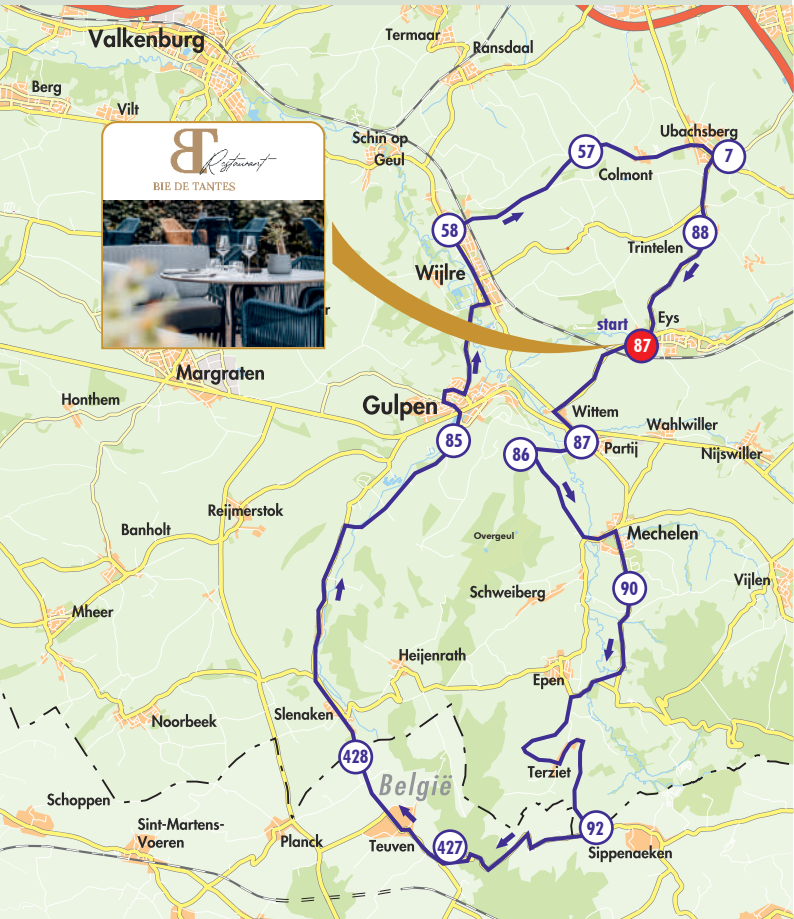 Valkenburg
Termaar
Ransdaal
Berg
Vilt
Schin op
Geul
Ubachsberg
BT
Restaurant
BIE DE TANTES
57
7
Colmont
58
88
Trintelen
Wijlre
r
start
Eys
87
Margraten
Honthem
Gulpen
Wittem
Wahlwiller
85
86
87
Partij
Nijswiller
Reijmerstok
Banholt
Overgeul
Mechelen
Schweiberg
90
Vijlen
Mheer
Heijenrath
Epen
Noorbeek
Slenaken
428
België
Terziet
Schoppen
Sint-Martens-
Voeren
Planck
Teuven
427
92
Sippenaeken